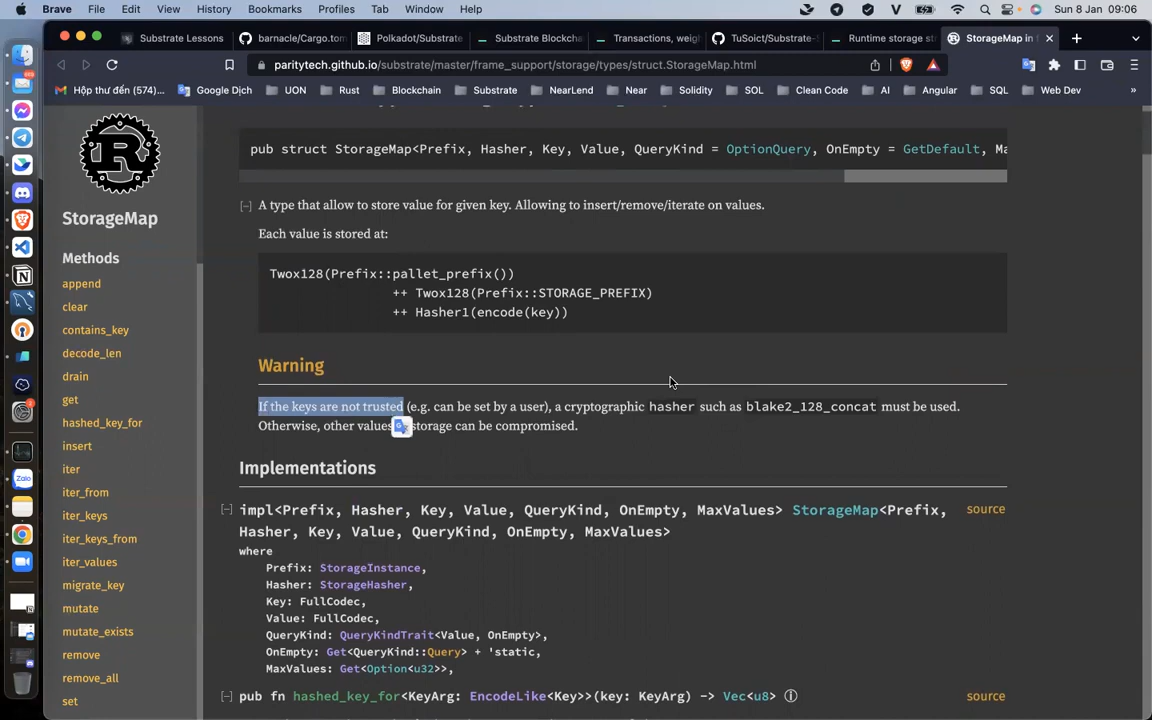 Brave File Edit View History Bookmarks Profiles Tab Window Help Sun 8 Jan 09:06
Substrate Lessons barnacle/Cargo.tom Polkadot/Substrate Substrate Blockcha Transactions, weigh TuSoict/Substrate- Runtime storage st StorageMap in f
paritytech.github.io/substrate/master/frame_support/storage/types/struct.StorageMap.html
Hộp thư đến (574)... Google Dịch UON Rust Blockchain Substrate NearLend Near Solidity SOL Clean Code AI Angular SQL Web Dev »
pub struct StorageMap<Prefix, Hasher, Key, Value, QueryKind = OptionQuery, OnEmpty = GetDefault, Ma
StorageMap
Methods
append
clear
contains_key
decode_len
drain
get
hashed_key_for
insert
iter
iter_from
iter_keys
iter_keys_from
iter_values
migrate_key
mutate
mutate_exists
remove
remove_all
set
[-] A type that allow to store value for given key. Allowing to insert/remove/iterate on values.
Each value is stored at:
Twox128(Prefix::pallet_prefix())
++ Twox128(Prefix::STORAGE_PREFIX)
++ Hasher1(encode(key))
Warning
If the keys are not trusted (e.g. can be set by a user), a cryptographic hasher such as blake2_128_concat must be used.
Otherwise, other values storage can be compromised.
Implementations
[-] impl<Prefix, Hasher, Key, Value, QueryKind, OnEmpty, MaxValues> StorageMap<Prefix, source
Hasher, Key, Value, QueryKind, OnEmpty, MaxValues>
where
Prefix: StorageInstance,
Hasher: StorageHasher,
Key: FullCodec,
Value: FullCodec,
QueryKind: QueryKindTrait<Value, OnEmpty>,
OnEmpty: Get<QueryKind::Query> + 'static,
MaxValues: Get<Option<u32>>,
[-] pub fn hashed_key_for<KeyArg: EncodeLike<Key>>(key: KeyArg) -> Vec<u8> ⓘ source
Zalo